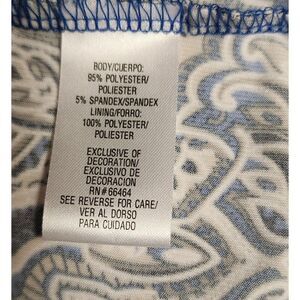 BODY/CUERPO:
95% POLYESTER/
POLIESTER
5% SPANDEX/SPANDEX
LINING/FORRO:
100% POLYESTER/
POLIESTER
EXCLUSIVE OF
DECORATION/
EXCLUSIVO DE
DECORACION
RN# 66464
SEE REVERSE FOR CARE/
VER AL DORSO
PARA CUIDADO